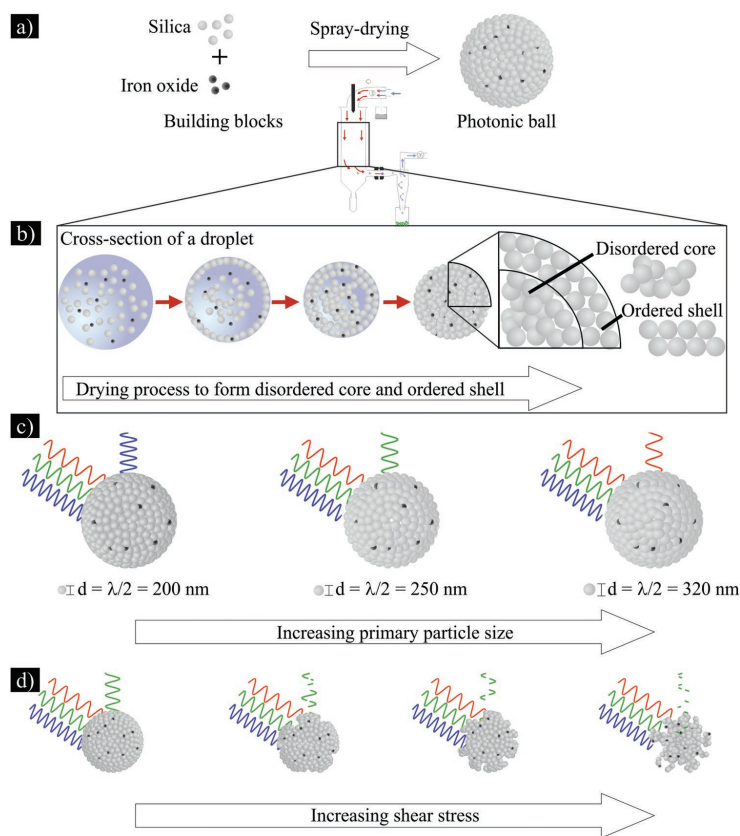 a)
Silica
+
Iron oxide
Building blocks
Spray-drying
Photonic ball
b)
Cross-section of a droplet
Disordered core
Ordered shell
Drying process to form disordered core and ordered shell
c)
d = λ/2 = 200 nm
d = λ/2 = 250 nm
d = λ/2 = 320 nm
Increasing primary particle size
d)
Increasing shear stress